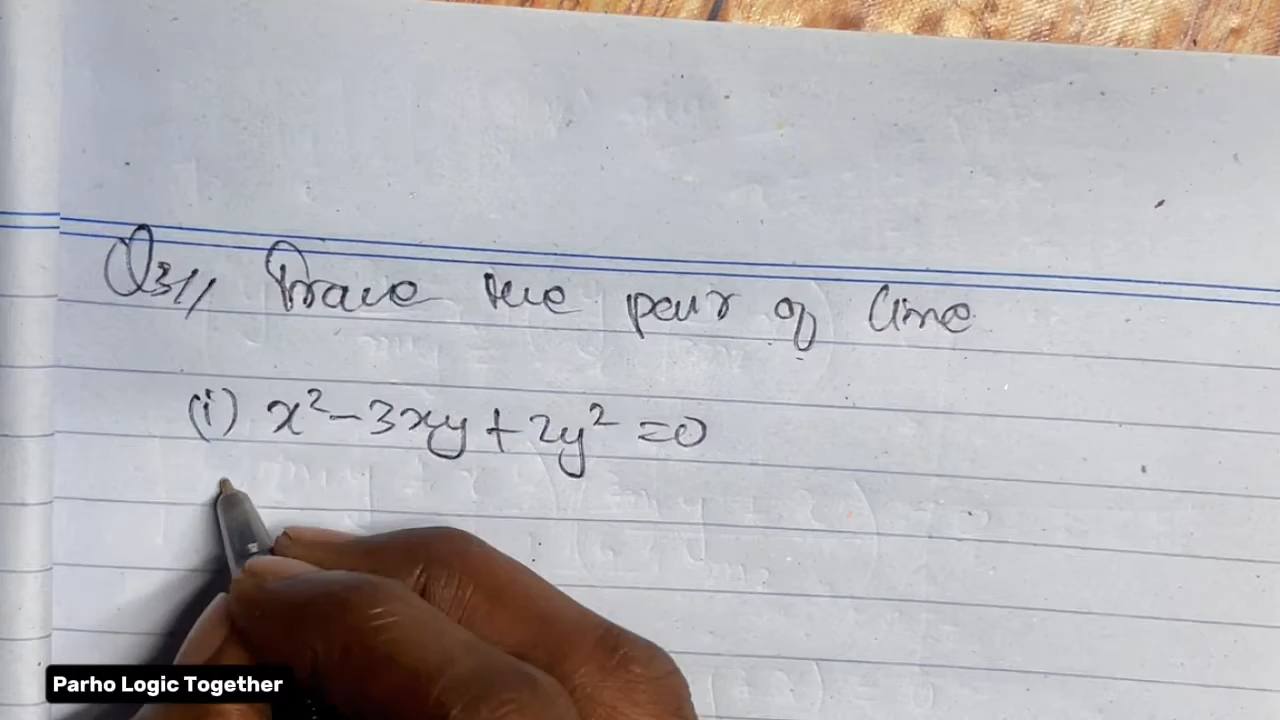 Q31, Trace the pair of line
(i) x² - 3xy + 2y² = 0
Parho Logic Together